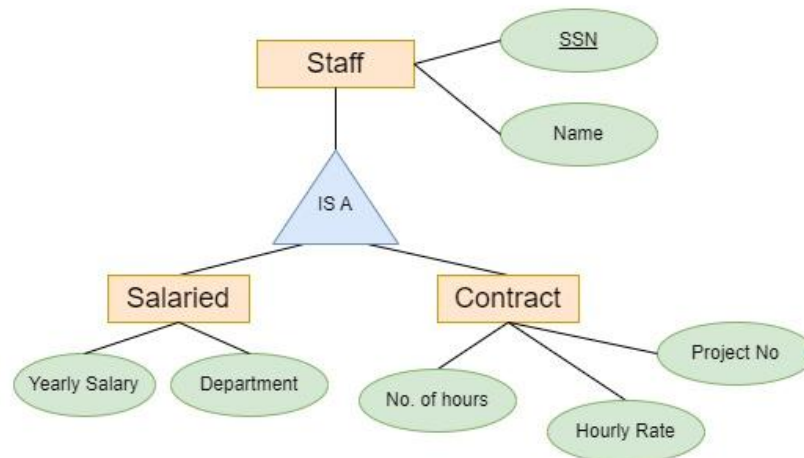 Staff
SSN
Name
IS A
Salaried
Contract
Yearly Salary
Department
No. of hours
Hourly Rate
Project No